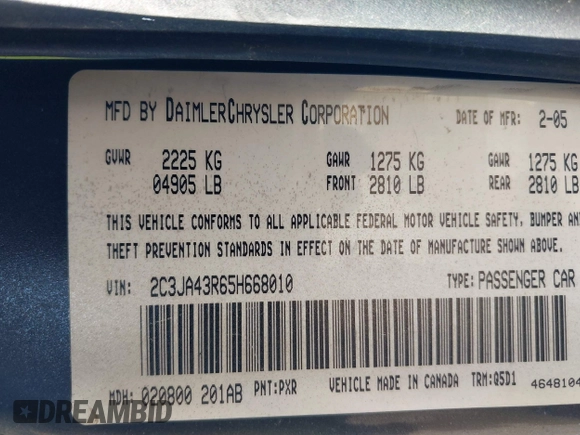 MFD BY DAIMLERCHRYSLER CORPORATION DATE OF MFR: 2-05
GVWR 2225 KG GAWR 1275 KG GAWR 1275 KG
04905 LB FRONT 2810 LB REAR 2810 LB
THIS VEHICLE CONFORMS TO ALL APPLICABLE FEDERAL MOTOR VEHICLE SAFETY, BUMPER AND
THEFT PREVENTION STANDARDS IN EFFECT ON THE DATE OF MANUFACTURE SHOWN ABOVE.
VIN: 2C3JA43R65H668010 TYPE: PASSENGER CAR
MDH: 020800 201AB PNT: PXR VEHICLE MADE IN CANADA TRM: Q5D1 4648104
DREAMBID